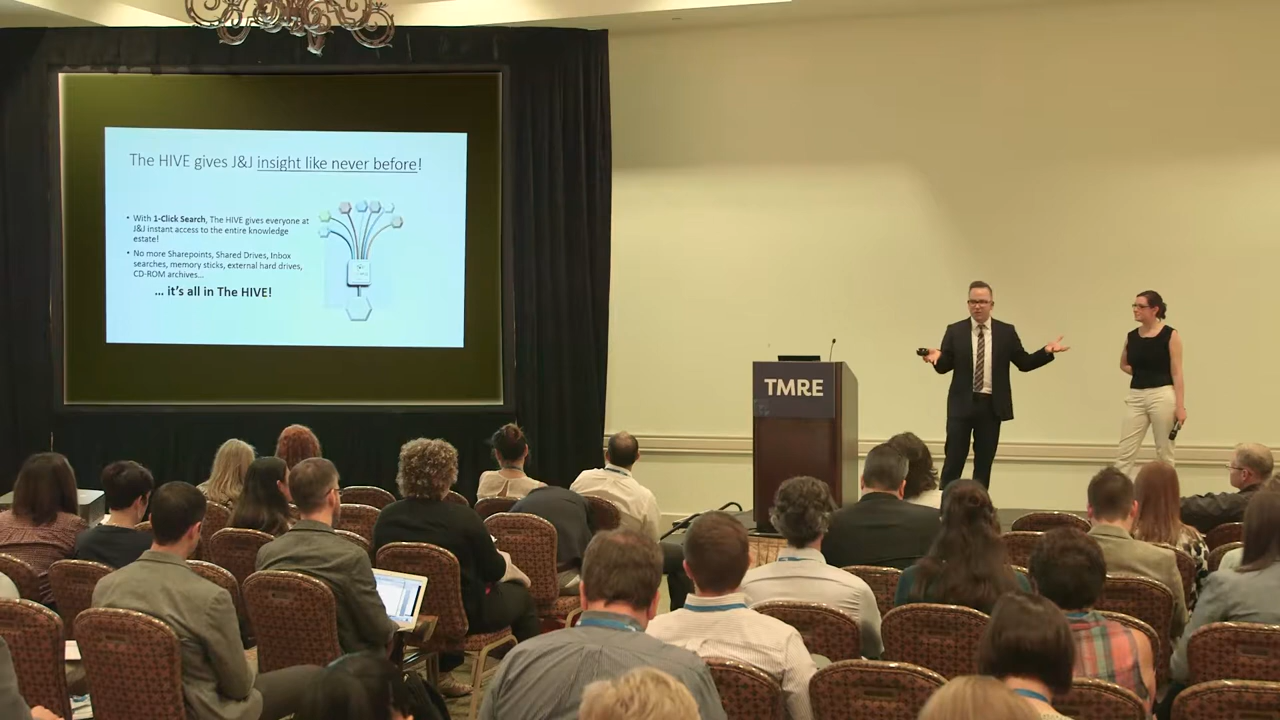 The HIVE gives J&J insight like never before!
• With 1-Click Search, The HIVE gives everyone at
J&J instant access to the entire knowledge
estate!
• No more Sharepoints, Shared Drives, Inbox
searches, memory sticks, external hard drives,
CD-ROM archives...
... it's all in The HIVE!
TMRE